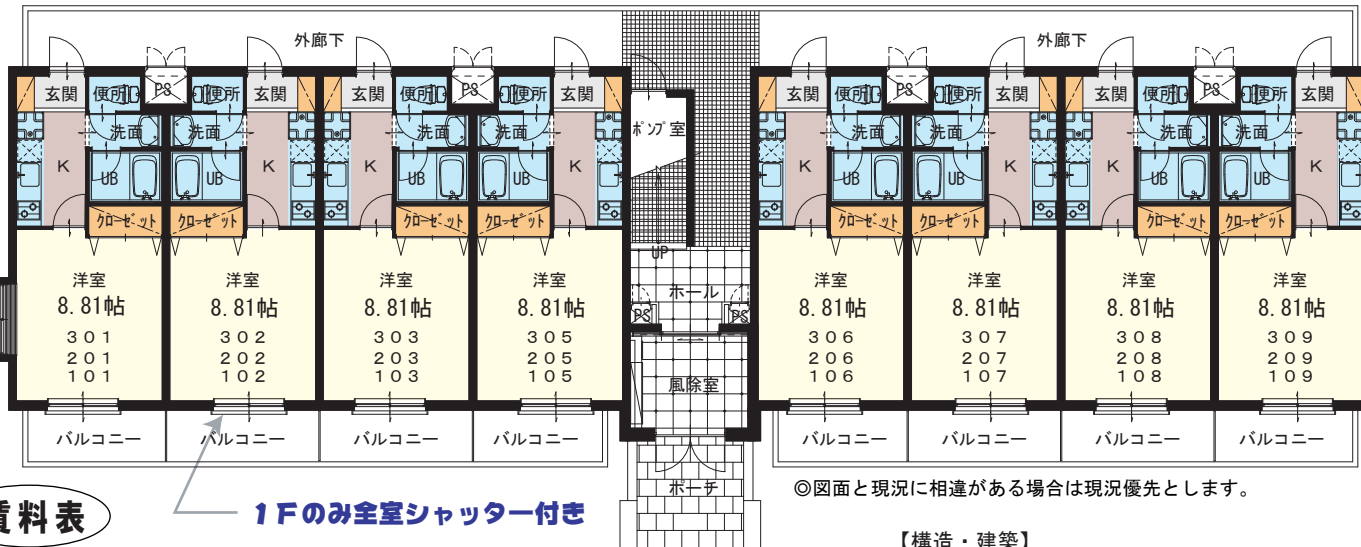 外廊下 外廊下
玄関 便所 PS 便所 玄関 玄関 便所 PS 便所 玄関 玄関 便所 PS 便所 玄関 玄関 便所 PS 便所 玄関
洗面 洗面 洗面 洗面 ポンプ室 洗面 洗面 洗面 洗面
K UB UB K K UB UB K K UB UB K K UB UB K
クローゼット クローゼット クローゼット クローゼット クローゼット クローゼット クローゼット クローゼット
UP
洋室 洋室 洋室 洋室 ホール 洋室 洋室 洋室 洋室
8.81帖 8.81帖 8.81帖 8.81帖 8.81帖 8.81帖 8.81帖 8.81帖
PS PS
301 302 303 305 306 307 308 309
201 202 203 205 206 207 208 209
101 102 103 105 106 107 108 109
風除室
バルコニー バルコニー バルコニー バルコニー バルコニー バルコニー バルコニー バルコニー
ポーチ
◎図面と現況に相違がある場合は現況優先とします。
賃料表
1Fのみ全室シャッター付き
【構造・建築】